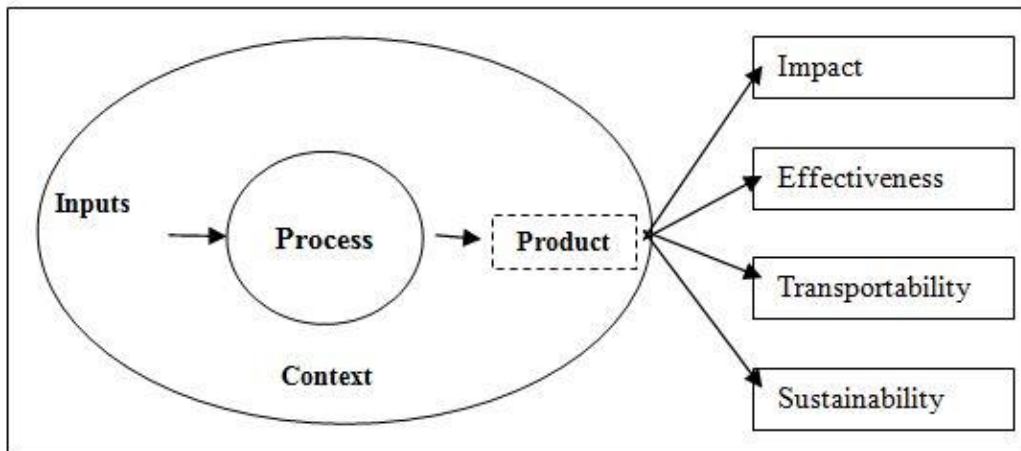 Inputs
Process
Product
Context
Impact
Effectiveness
Transportability
Sustainability